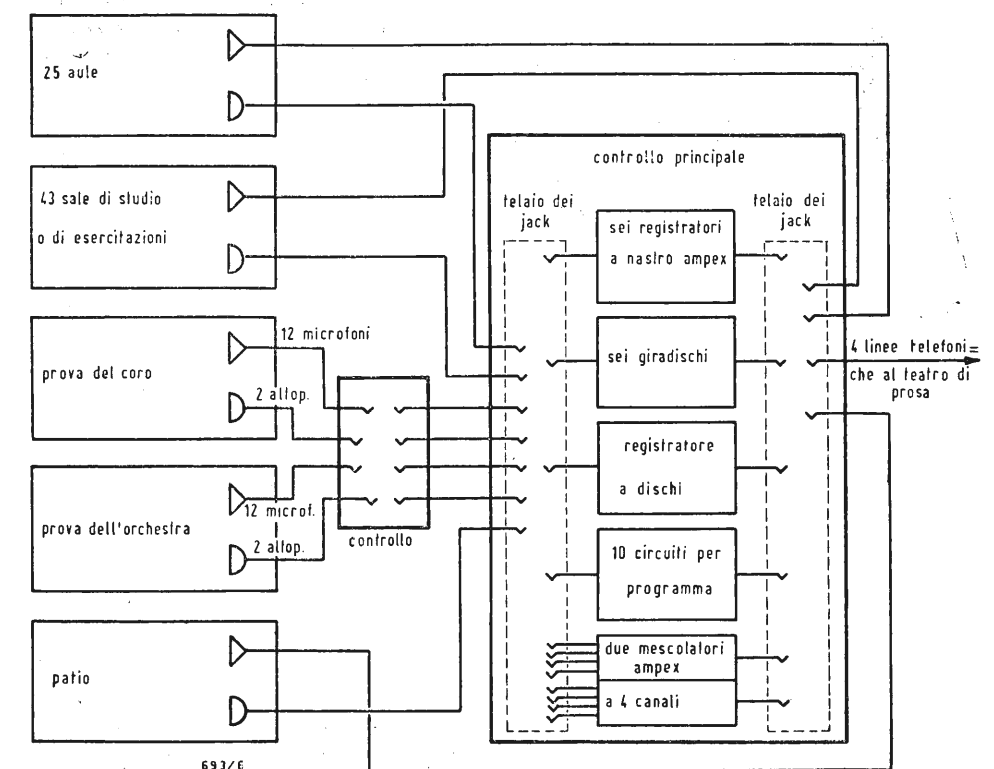 25 aule
43 sale di studio
o di esercitazioni
prova del coro
12 microfoni
2 altop.
prova dell'orchestra
12 microf.
2 altop.
controllo
patio
693/6
controllo principale
telaio dei
jack
sei registratori
a nastro ampex
sei giradischi
registratore
a dischi
10 circuiti per
programma
due mescolatori
ampex
a 4 canali
telaio dei
jack
4 linee telefoni=
che al teatro di
prosa